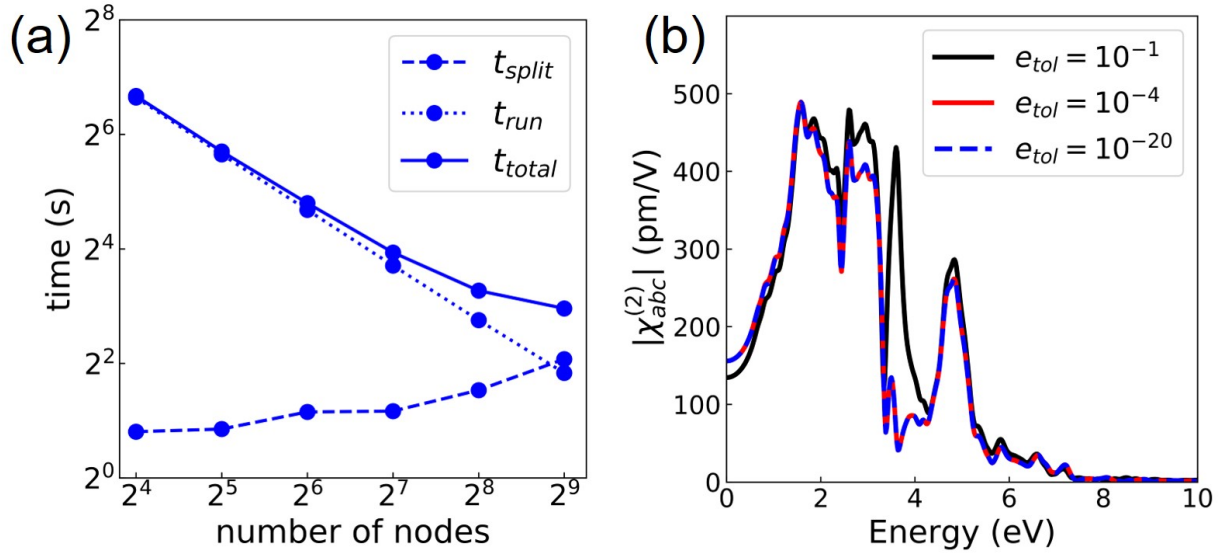 (a)
2^8
2^6
2^4
2^2
2^0
time (s)
t_split
t_run
t_total
2^4 2^5 2^6 2^7 2^8 2^9
number of nodes
(b)
500
400
300
200
100
0
|χ_abc^(2)| (pm/V)
e_tol = 10^−1
e_tol = 10^−4
e_tol = 10^−20
0 2 4 6 8 10
Energy (eV)